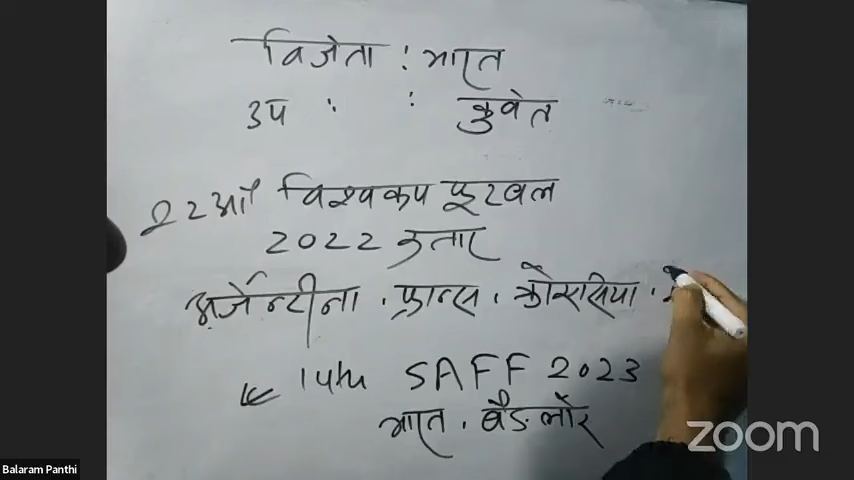 विजेता : भारत
उप : : कुवेत
22औं विश्वकप फूटबल
2022 कतार
अर्जेन्टीना . फ्रान्स . क्रोएसिया .
14th SAFF 2023
भारत . बैङलोर
zoom
Balaram Panthi